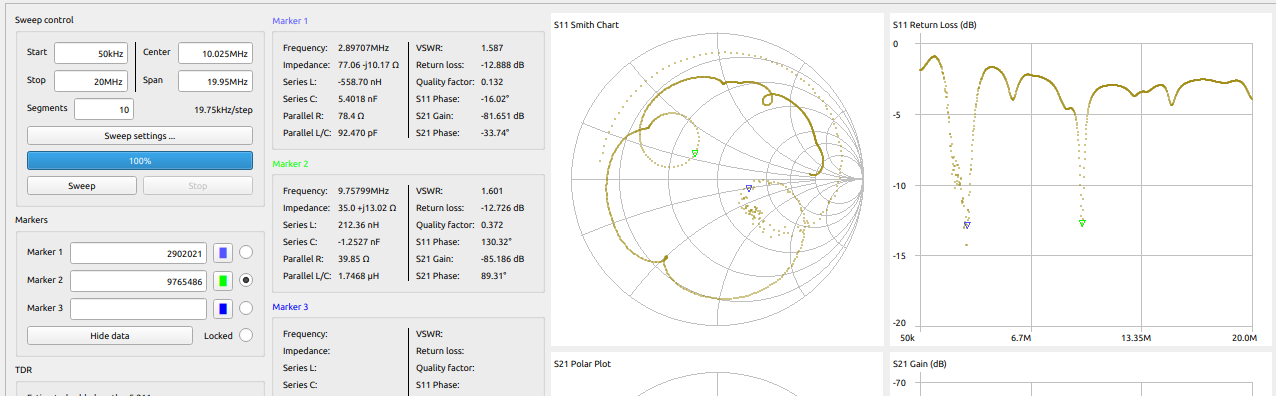 Sweep control
Start 50kHz Center 10.025MHz
Stop 20MHz Span 19.95MHz
Segments 10 19.75kHz/step
Sweep settings ...
100%
Sweep Stop
Markers
Marker 1 2902021
Marker 2 9765486
Marker 3
Hide data Locked
TDR
Marker 1
Frequency: 2.89707MHz VSWR: 1.587
Impedance: 77.06 -j10.17 Ω Return loss: -12.888 dB
Series L: -558.70 nH Quality factor: 0.132
Series C: 5.4018 nF S11 Phase: -16.02°
Parallel R: 78.4 Ω S21 Gain: -81.651 dB
Parallel L/C: 92.470 pF S21 Phase: -33.74°
Marker 2
Frequency: 9.75799MHz VSWR: 1.601
Impedance: 35.0 +j13.02 Ω Return loss: -12.726 dB
Series L: 212.36 nH Quality factor: 0.372
Series C: -1.2527 nF S11 Phase: 130.32°
Parallel R: 39.85 Ω S21 Gain: -85.186 dB
Parallel L/C: 1.7468 μH S21 Phase: 89.31°
Marker 3
Frequency: VSWR:
Impedance: Return loss:
Series L: Quality factor:
Series C: S11 Phase:
S11 Smith Chart
S21 Polar Plot
S11 Return Loss (dB)
0
-5
-10
-15
-20
50k 6.7M 13.35M 20.0M
S21 Gain (dB)
-70